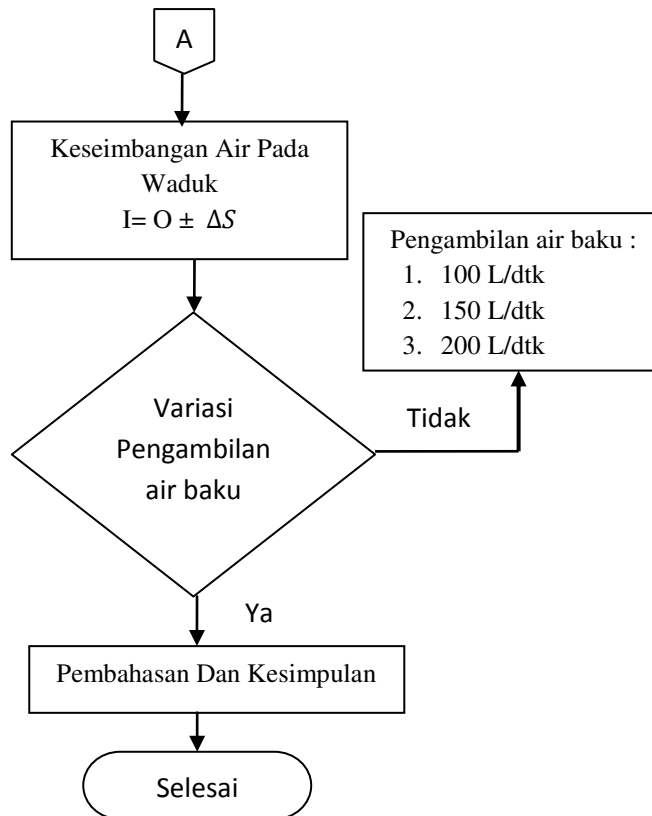 A
Keseimbangan Air Pada
Waduk
I= O ± ΔS
Pengambilan air baku :
1. 100 L/dtk
2. 150 L/dtk
3. 200 L/dtk
Variasi
Pengambilan
air baku
Tidak
Ya
Pembahasan Dan Kesimpulan
Selesai